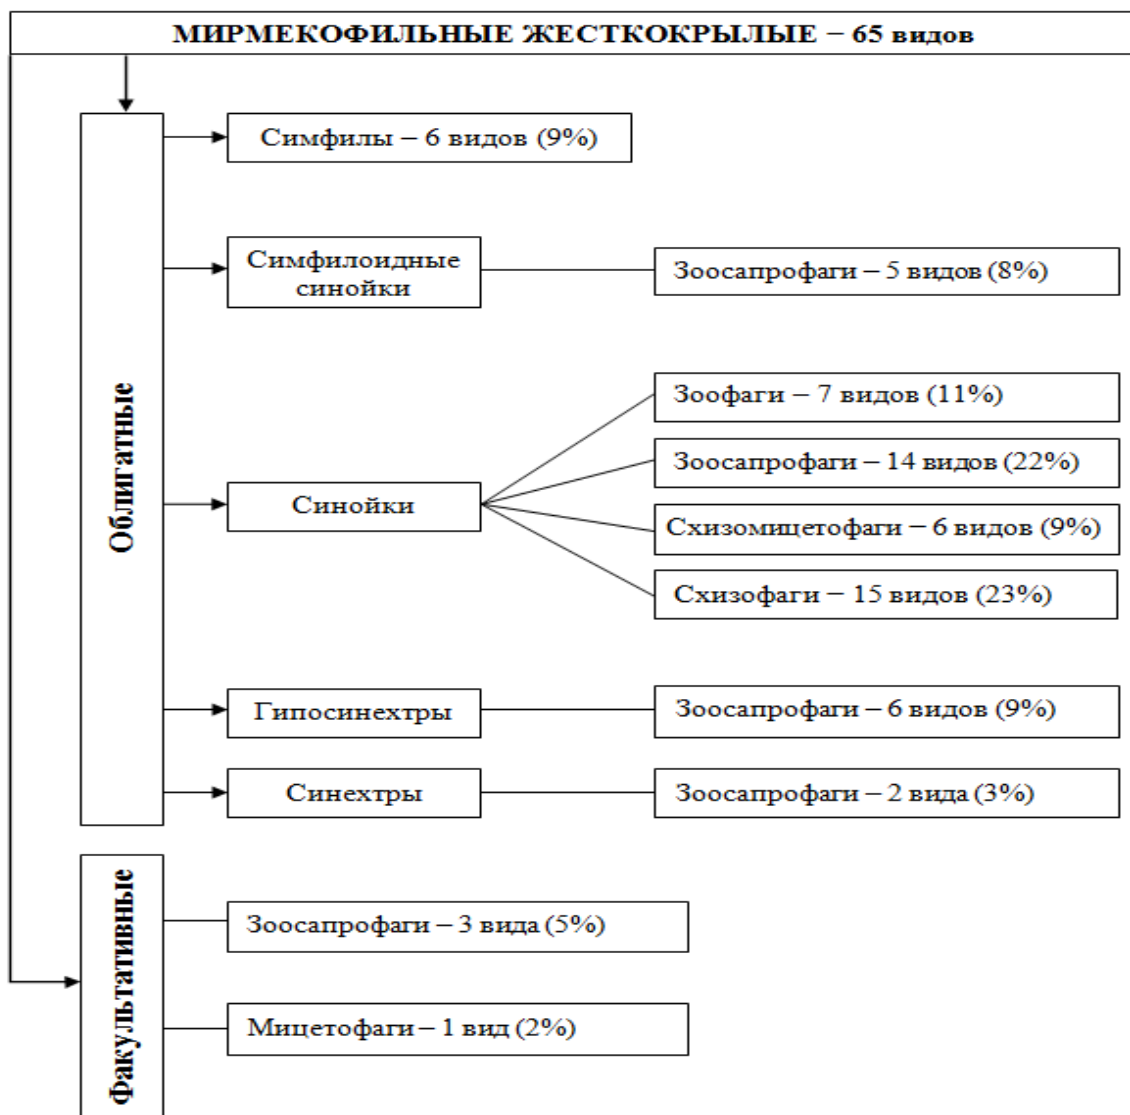 МИРМЕКОФИЛЬНЫЕ ЖЕСТКОКРЫЛЫЕ – 65 видов
Облигатные
Симфилы – 6 видов (9%)
Симфилоидные
синойки
Зоосапрофаги – 5 видов (8%)
Синойки
Зоофаги – 7 видов (11%)
Зоосапрофаги – 14 видов (22%)
Схизомицетофаги – 6 видов (9%)
Схизофаги – 15 видов (23%)
Гипосинехтры
Зоосапрофаги – 6 видов (9%)
Синехтры
Зоосапрофаги – 2 вида (3%)
Факультативные
Зоосапрофаги – 3 вида (5%)
Мицетофаги – 1 вид (2%)